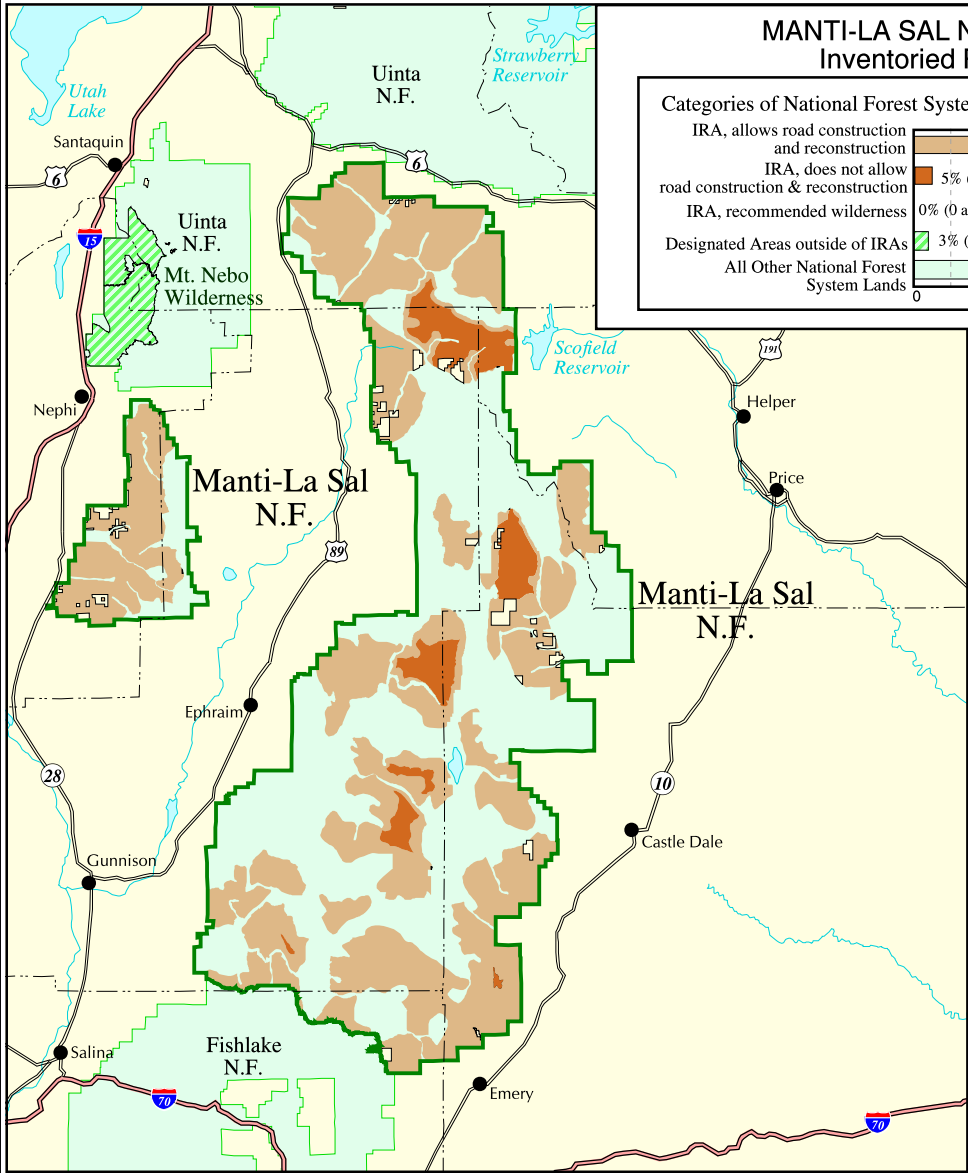 MANTI-LA SAL N
Inventoried
Categories of National Forest Syste
IRA, allows road construction
and reconstruction
IRA, does not allow
road construction & reconstruction
5% (
IRA, recommended wilderness
0% (0 a
Designated Areas outside of IRAs
3% (
All Other National Forest
System Lands
0
Strawberry
Reservoir
Uinta
N.F.
Utah
Lake
Santaquin
6
6
Uinta
N.F.
15
Mt. Nebo
Wilderness
Scofield
Reservoir
191
Nephi
Helper
Manti-La Sal
N.F.
Price
89
Manti-La Sal
N.F.
Ephraim
28
10
Castle Dale
Gunnison
Salina
Fishlake
N.F.
70
Emery
70